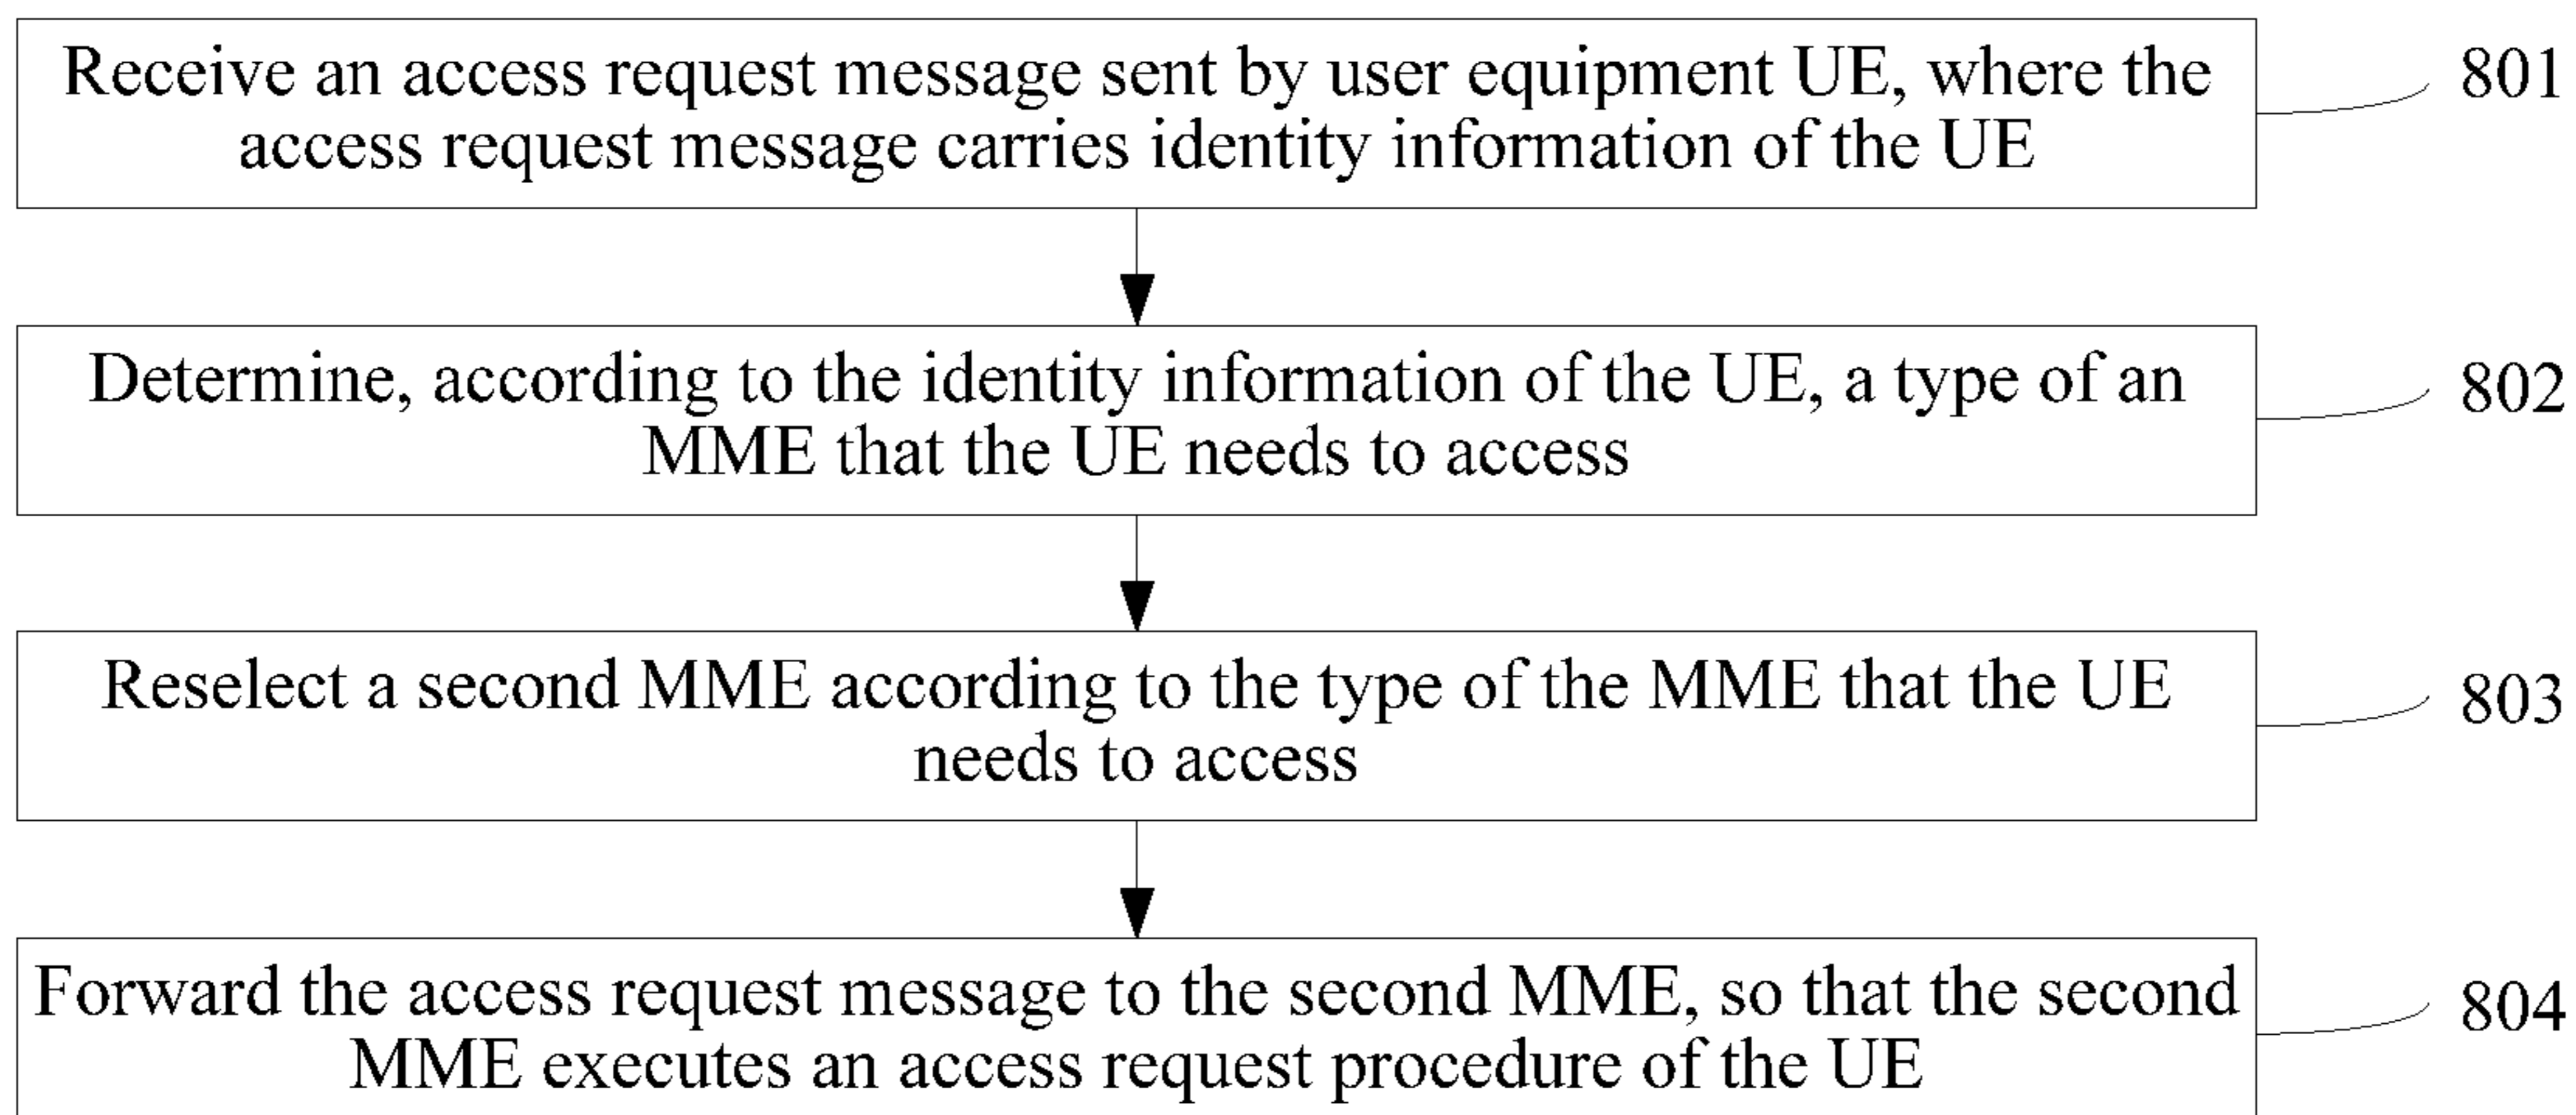 Receive an access request message sent by user equipment UE, where the
access request message carries identity information of the UE
801
Determine, according to the identity information of the UE, a type of an
MME that the UE needs to access
802
Reselect a second MME according to the type of the MME that the UE
needs to access
803
Forward the access request message to the second MME, so that the second
MME executes an access request procedure of the UE
804